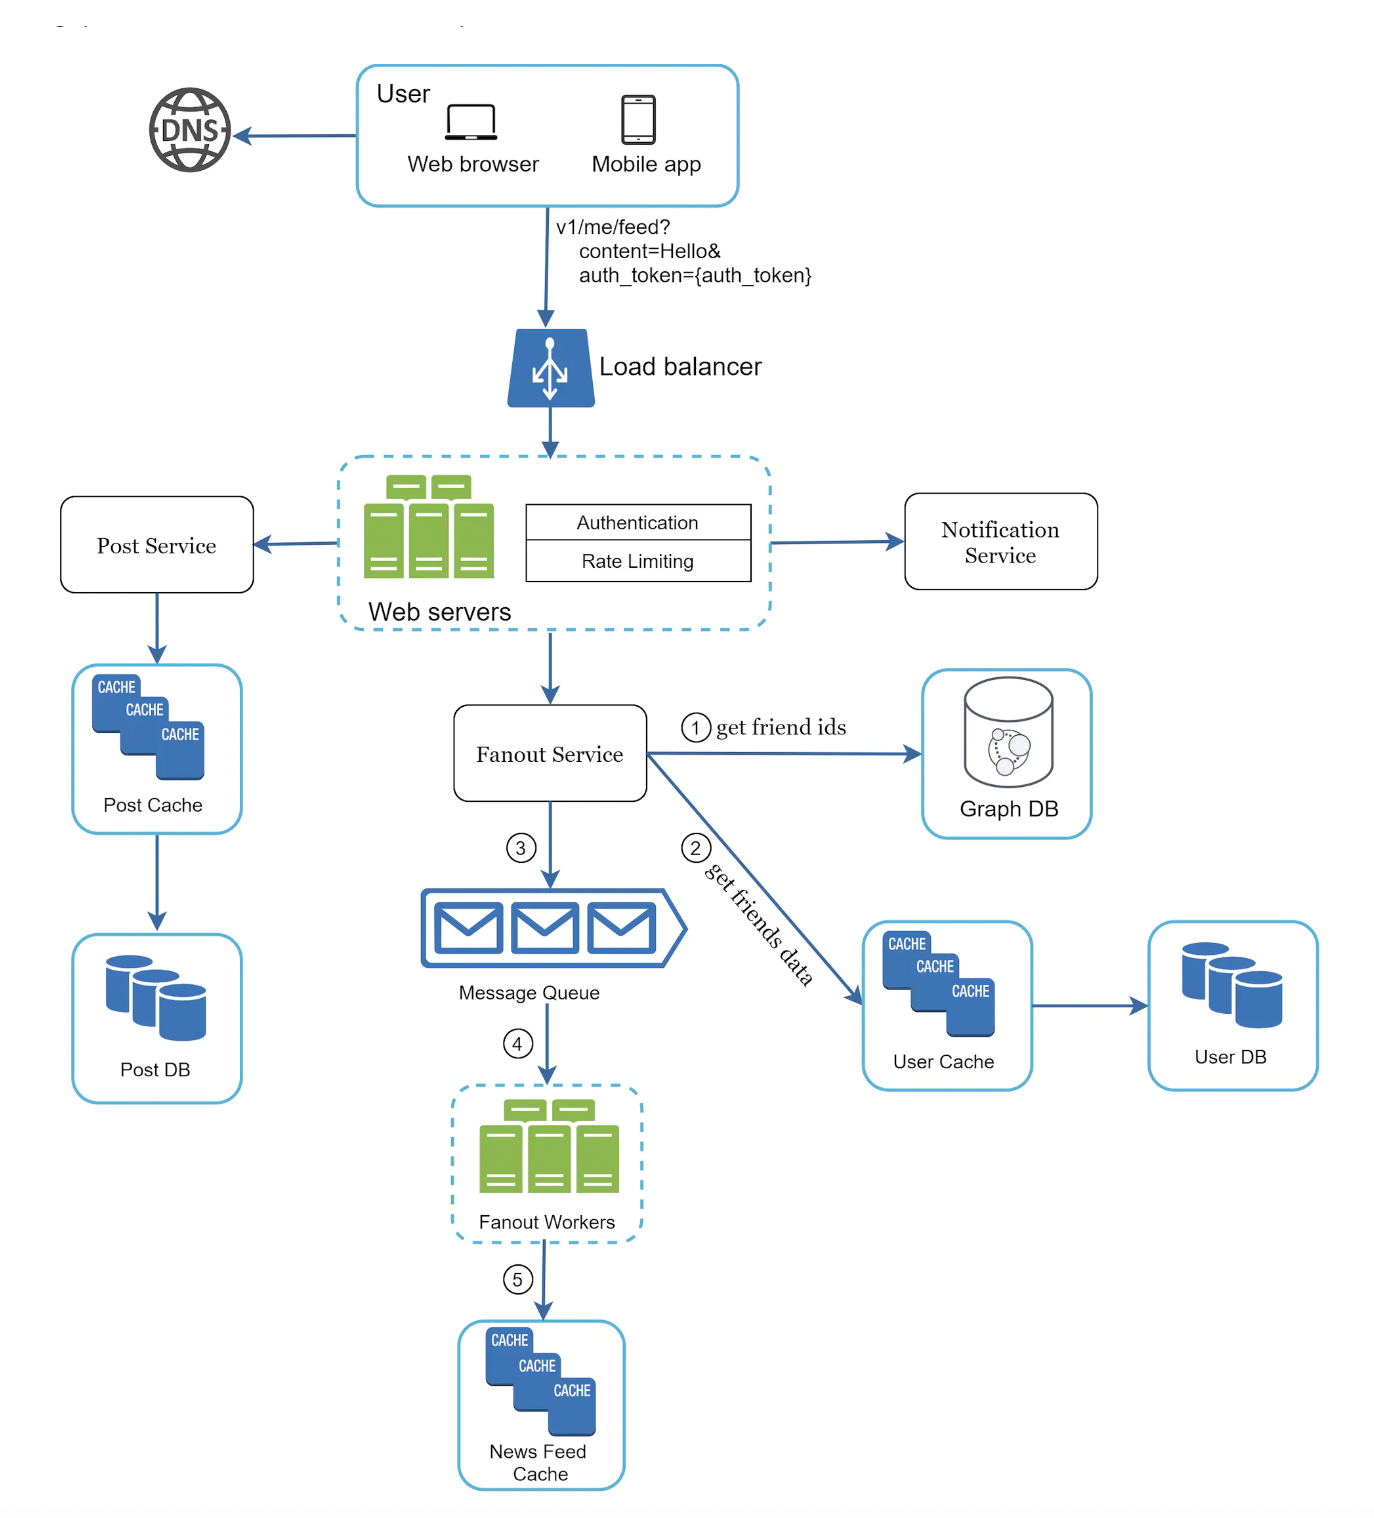 User
DNS
Web browser
Mobile app
v1/me/feed?
content=Hello&
auth_token={auth_token}
Load balancer
Authentication
Rate Limiting
Web servers
Post Service
Notification
Service
CACHE
CACHE
CACHE
Post Cache
Post DB
Fanout Service
1 get friend ids
Graph DB
2 get friends data
3
Message Queue
CACHE
CACHE
CACHE
User Cache
User DB
4
Fanout Workers
5
CACHE
CACHE
CACHE
News Feed
Cache